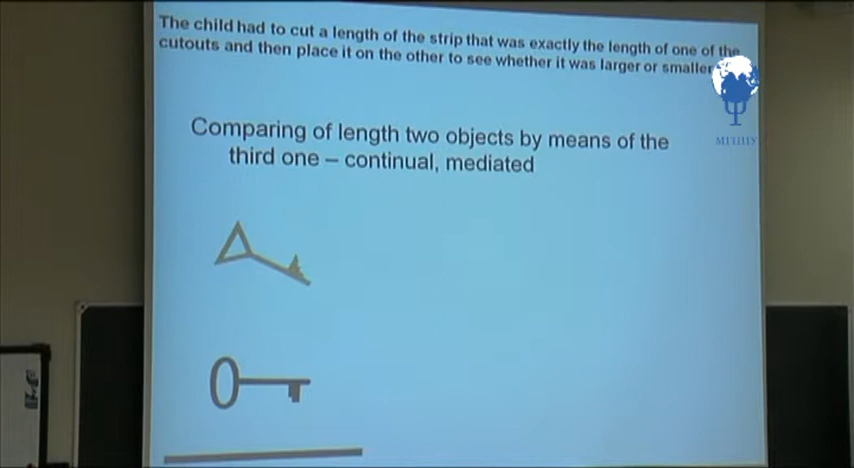 The child had to cut a length of the strip that was exactly the length of one of the
cutouts and then place it on the other to see whether it was larger or smaller
Comparing of length two objects by means of the
third one – continual, mediated